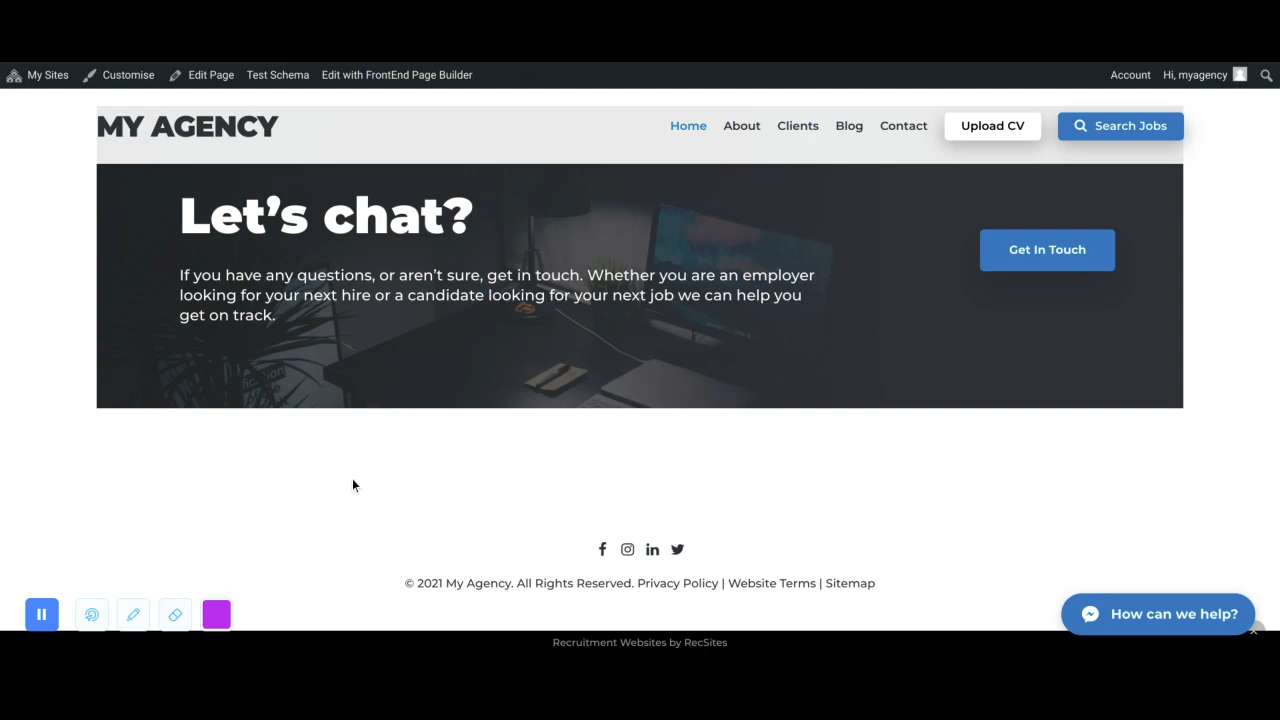 My Sites Customise Edit Page Test Schema Edit with FrontEnd Page Builder Account Hi, myagency
MY AGENCY Home About Clients Blog Contact Upload CV Search Jobs
Let's chat?
Get In Touch
If you have any questions, or aren't sure, get in touch. Whether you are an employer
looking for your next hire or a candidate looking for your next job we can help you
get on track.
© 2021 My Agency. All Rights Reserved. Privacy Policy | Website Terms | Sitemap
How can we help?
Recruitment Websites by RecSites